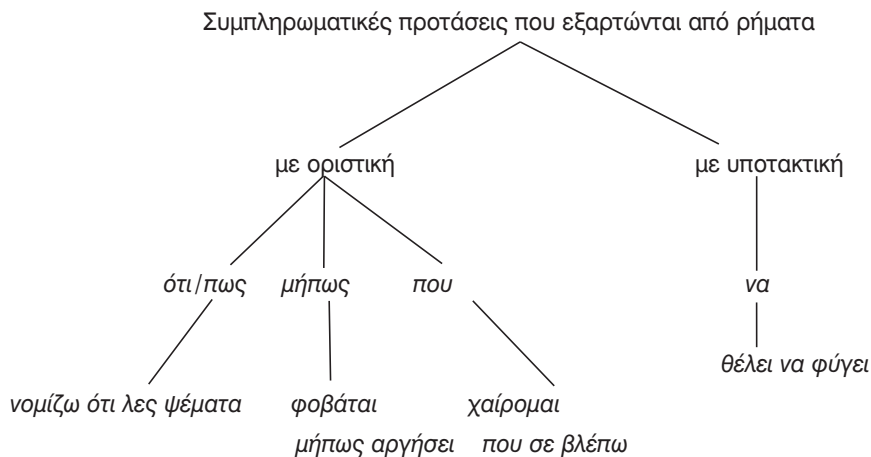 Συμπληρωματικές προτάσεις που εξαρτώνται από ρήματα
με οριστική με υποτακτική
ότι/πως μήπως που να
θέλει να φύγει
νομίζω ότι λες ψέματα φοβάται χαίρομαι
μήπως αργήσει που σε βλέπω